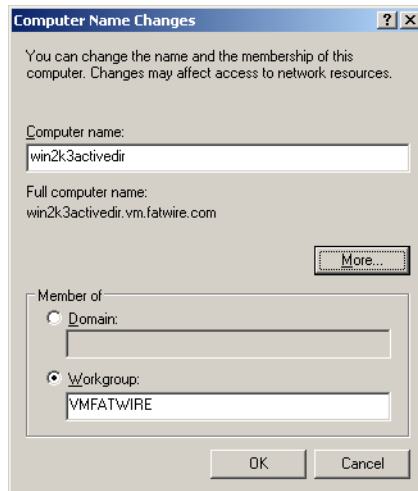 Computer Name Changes
You can change the name and the membership of this
computer. Changes may affect access to network resources.
Computer name:
win2k3activedir
Full computer name:
win2k3activedir.vm.fatwire.com
More...
Member of
Domain:
Workgroup:
VMFATWIRE
OK Cancel